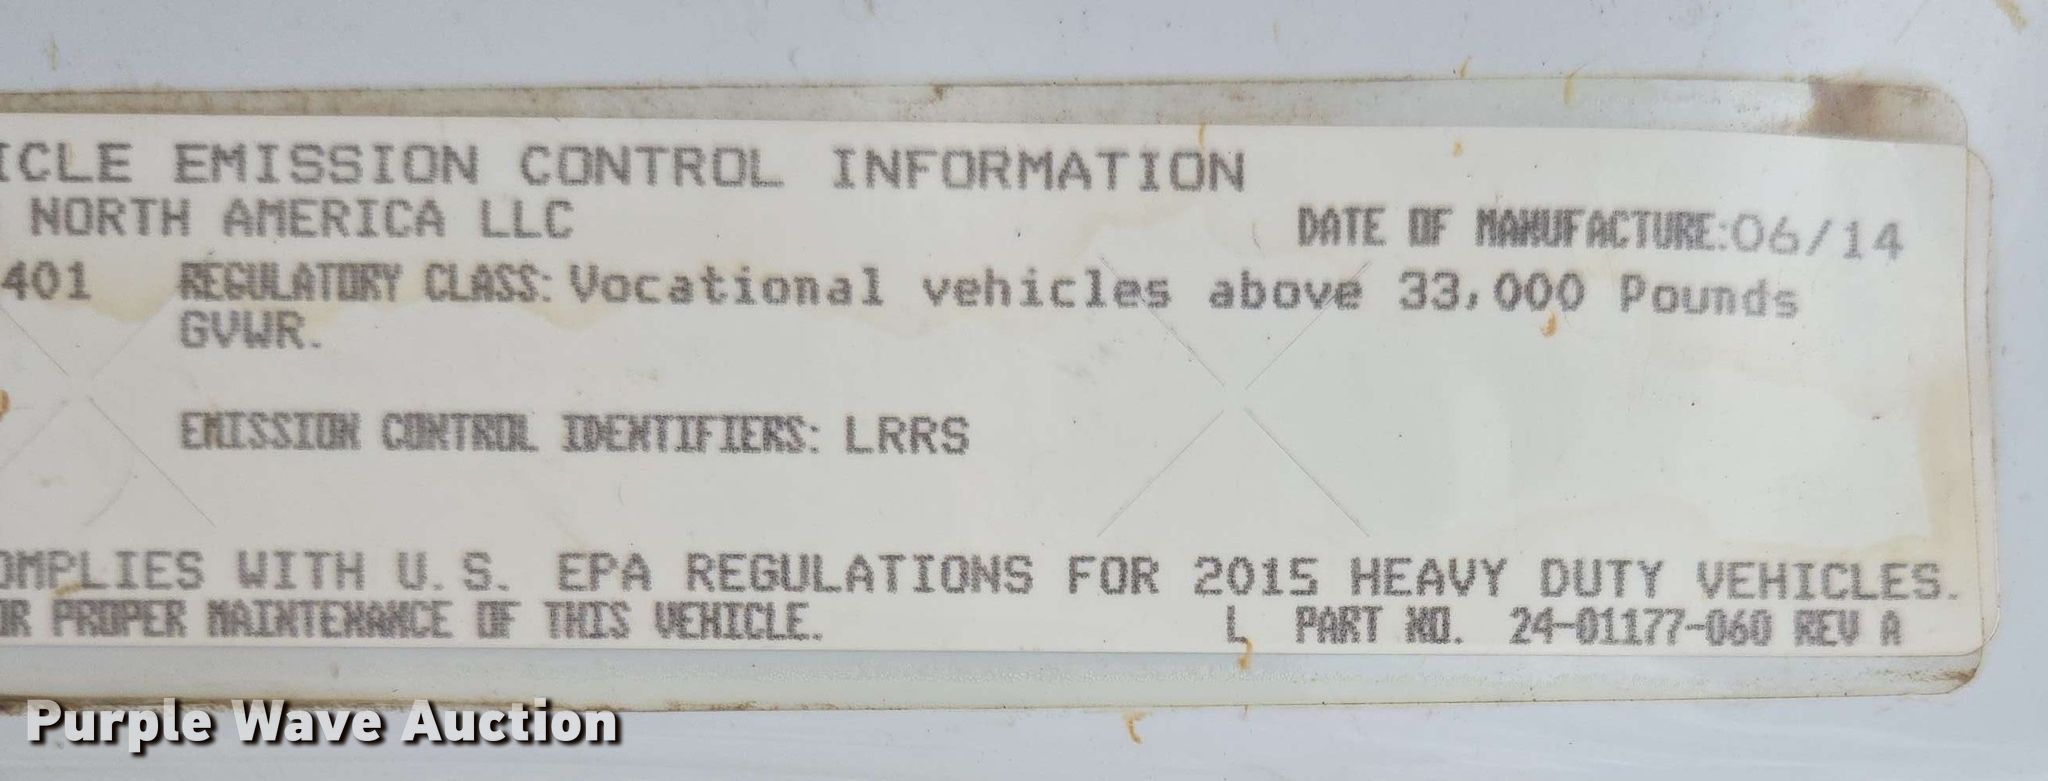 ICLE EMISSION CONTROL INFORMATION
NORTH AMERICA LLC
DATE OF MANUFACTURE:06/14
401 REGULATORY CLASS: Vocational vehicles above 33,000 Pounds
GVWR.
EMISSION CONTROL IDENTIFIERS: LRRS
OMPLIES WITH U.S. EPA REGULATIONS FOR 2015 HEAVY DUTY VEHICLES.
OR PROPER MAINTENANCE OF THIS VEHICLE. L PART NO. 24-01177-060 REV A
Purple Wave Auction